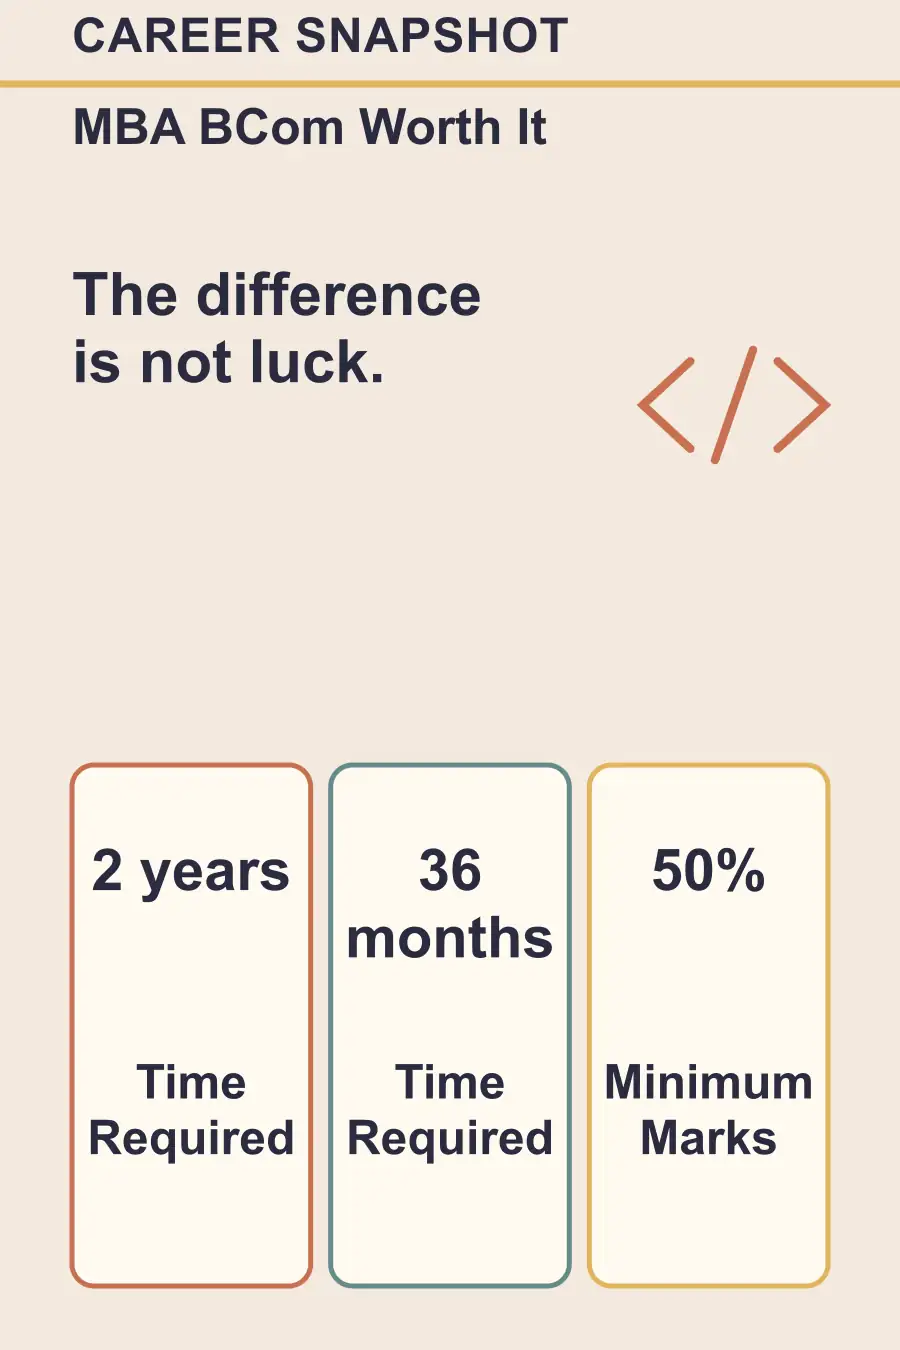 CAREER SNAPSHOT
MBA BCom Worth It
The difference
is not luck.
2 years
Time
Required
36
months
Time
Required
50%
Minimum
Marks